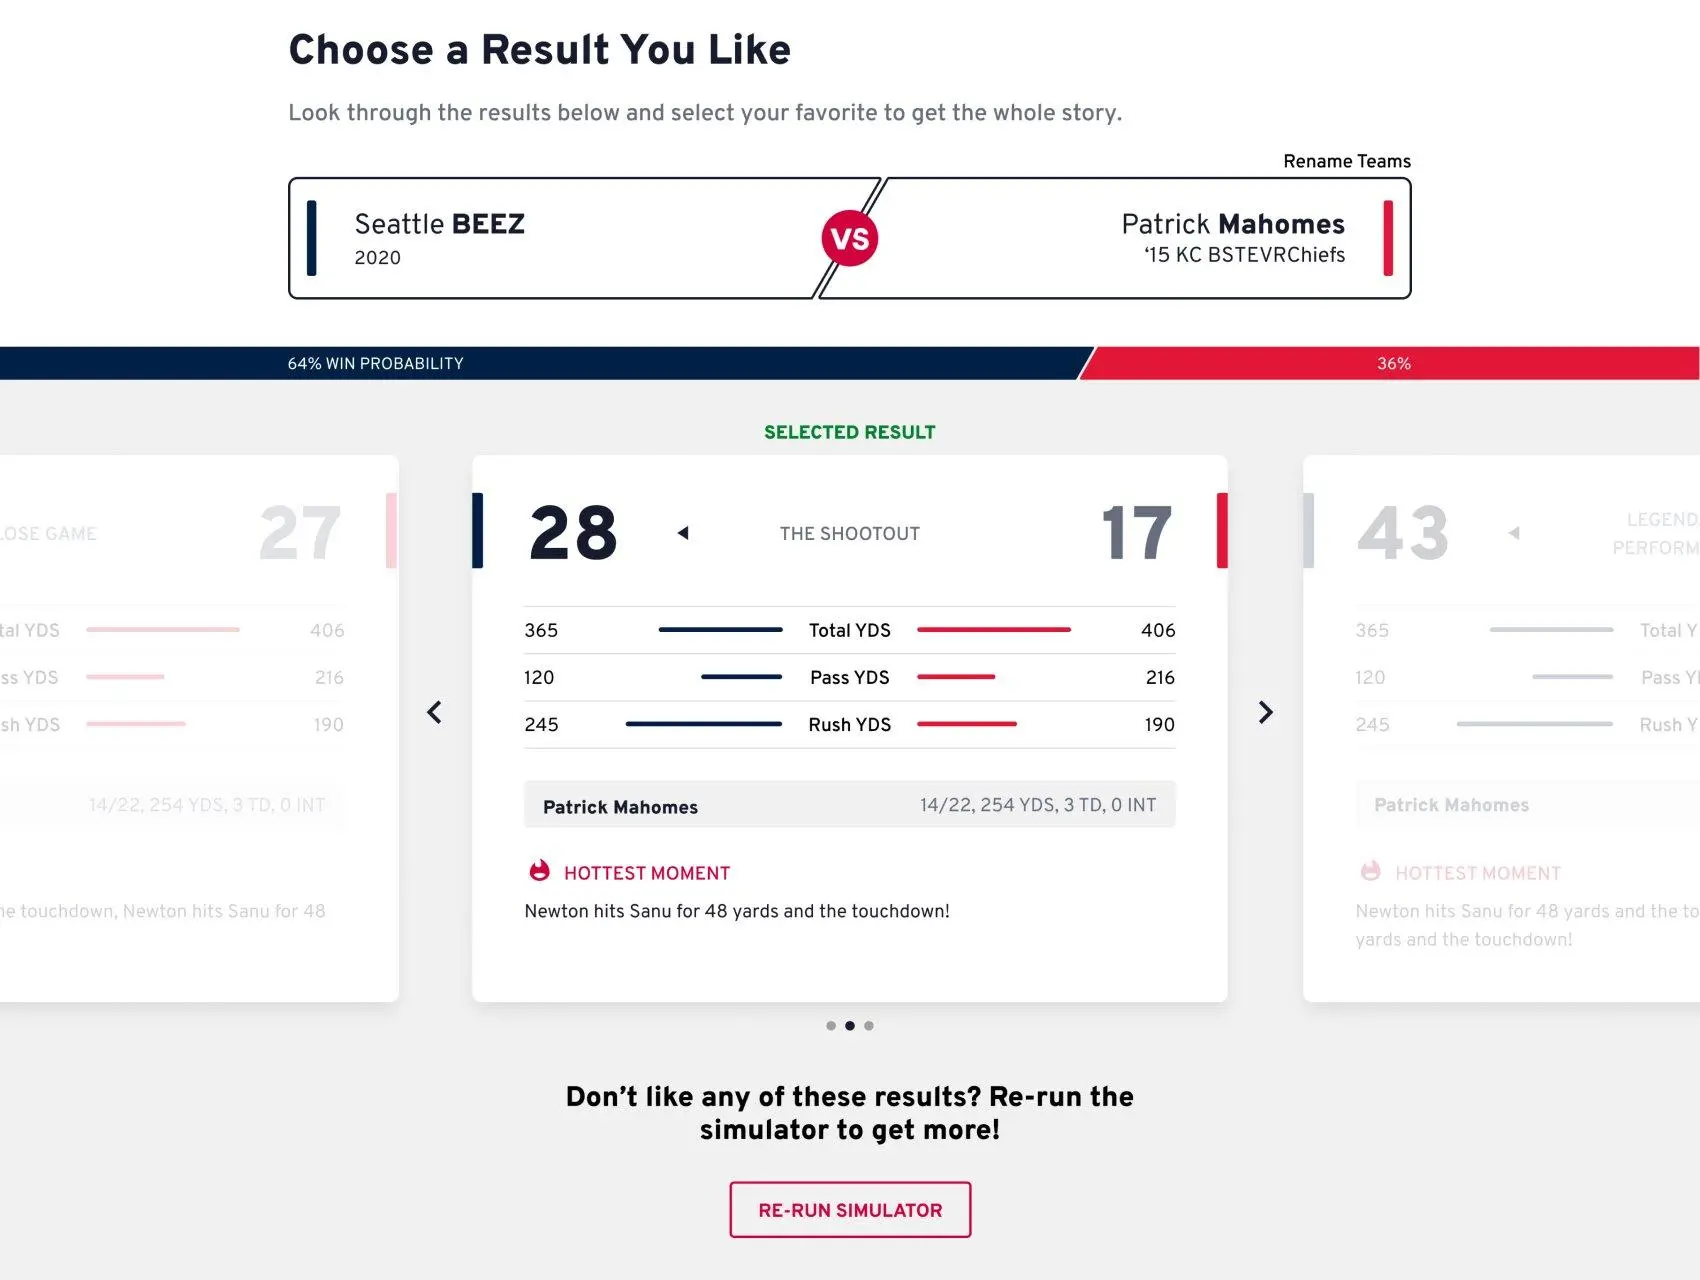 Choose a Result You Like
Look through the results below and select your favorite to get the whole story.
Rename Teams
Seattle BEEZ
2020
VS
Patrick Mahomes
‘15 KC BSTEVRChiefs
64% WIN PROBABILITY
36%
SELECTED RESULT
OSE GAME
27
tal YDS
406
ss YDS
216
sh YDS
190
14/22, 254 YDS, 3 TD, 0 INT
he touchdown, Newton hits Sanu for 48
28
THE SHOOTOUT
17
365 Total YDS 406
120 Pass YDS 216
245 Rush YDS 190
Patrick Mahomes 14/22, 254 YDS, 3 TD, 0 INT
HOTTEST MOMENT
Newton hits Sanu for 48 yards and the touchdown!
43
LEGEND
PERFORM
365 Total Y
120 Pass Y
245 Rush Y
Patrick Mahomes
HOTTEST MOMENT
Newton hits Sanu for 48 yards and the to
yards and the touchdown!
Don’t like any of these results? Re-run the
simulator to get more!
RE-RUN SIMULATOR